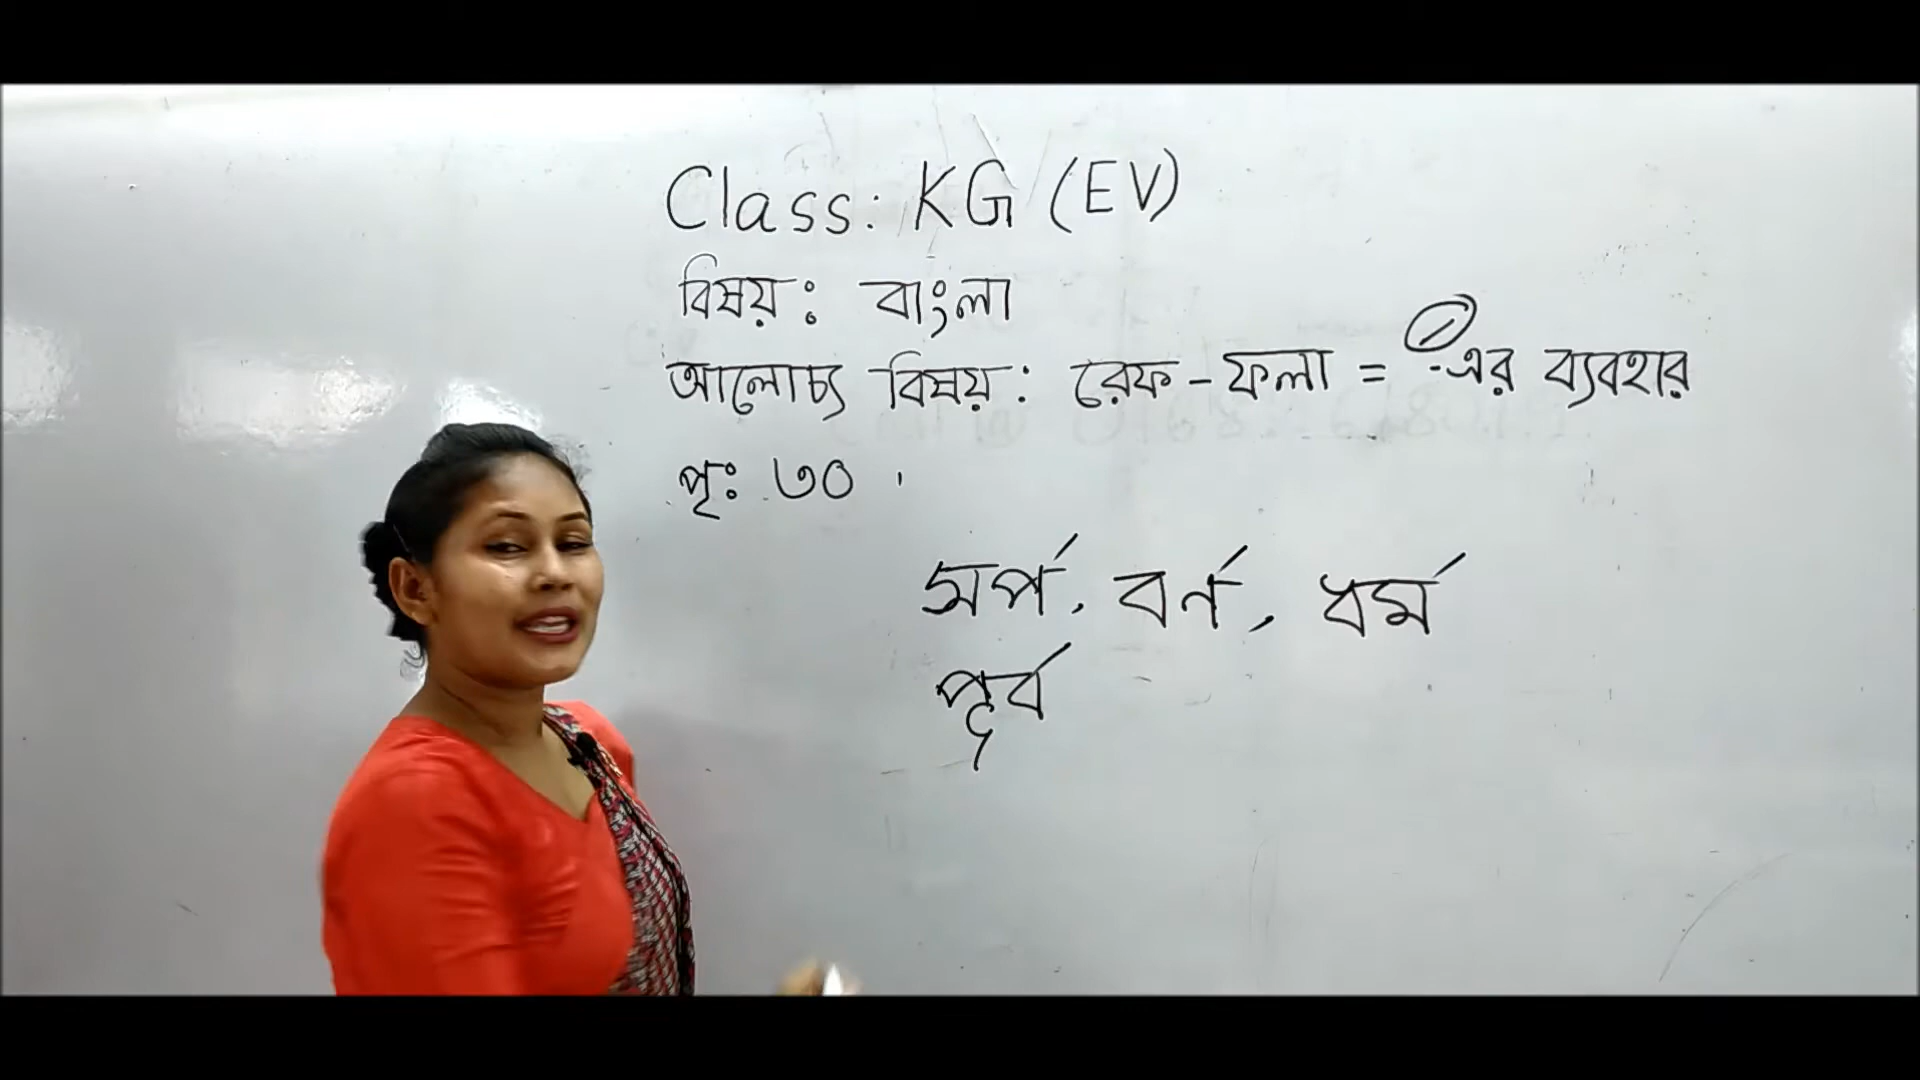 Class: KG (EV)
বিষয়: বাংলা
আলোচ্য বিষয়: রেফ-ফলা = র্ -এর ব্যবহার
পৃঃ ৩০
সর্প, বর্ণ, ধর্ম
পূর্ব